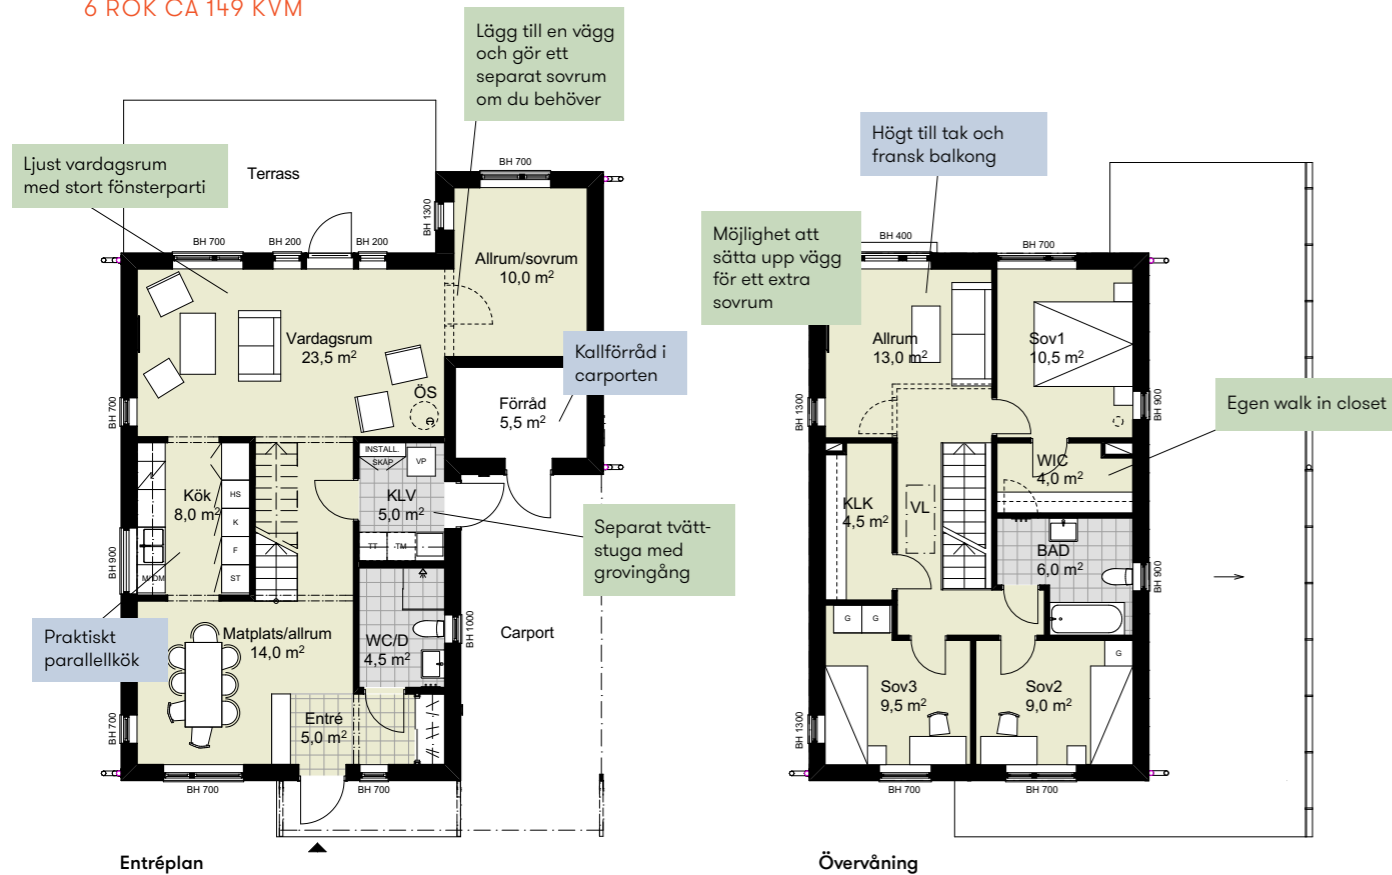 6 ROK CA 149 KVM
Lägg till en vägg
och gör ett
separat sovrum
om du behöver
Ljust vardagsrum
med stort fönsterparti
Terrass
BH 700
BH 1300
BH 700
BH 200
BH 200
Allrum/sovrum
10,0 m²
Vardagsrum
23,5 m²
ÖS
BH 700
Kallförråd i
carporten
Förråd
5,5 m²
INSTALL.
SKÅP
VP
KLV
5,0 m²
TT
TM
Kök
8,0 m²
HS
K
F
ST
M/DM
BH 900
Separat tvätt-
stuga med
grovingång
Praktiskt
parallellkök
Matplats/allrum
14,0 m²
WC/D
4,5 m²
BH 1000
Carport
Entré
5,0 m²
BH 700
BH 700
BH 700
Entréplan
Högt till tak och
fransk balkong
Möjlighet att
sätta upp vägg
för ett extra
sovrum
BH 400
BH 700
Allrum
13,0 m²
Sov1
10,5 m²
BH 1300
BH 900
Egen walk in closet
WIC
4,0 m²
KLK
4,5 m²
VL
BAD
6,0 m²
BH 900
G
G
G
Sov3
9,5 m²
Sov2
9,0 m²
BH 1300
BH 700
BH 700
Övervåning